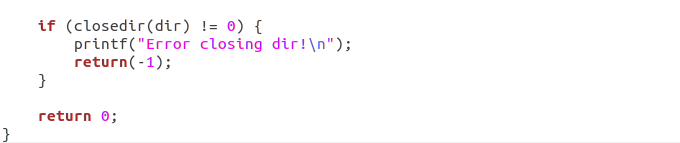 if (closedir(dir) != 0) {
        printf("Error closing dir!\n");
        return(-1);
    }

    return 0;
}